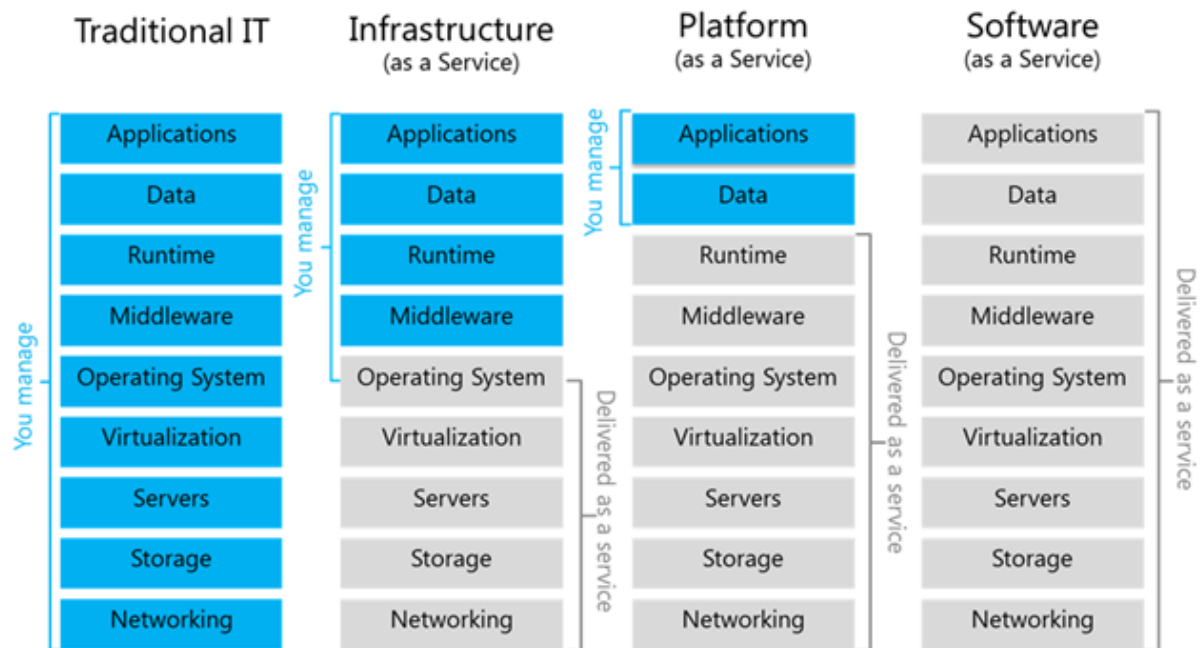 Traditional IT
Infrastructure
(as a Service)
Platform
(as a Service)
Software
(as a Service)
You manage
Applications
Data
Runtime
Middleware
Operating System
Virtualization
Servers
Storage
Networking
You manage
Applications
Data
Runtime
Middleware
Operating System
Virtualization
Servers
Storage
Networking
Delivered as a service
You manage
Applications
Data
Runtime
Middleware
Operating System
Virtualization
Servers
Storage
Networking
Delivered as a service
Applications
Data
Runtime
Middleware
Operating System
Virtualization
Servers
Storage
Networking
Delivered as a service